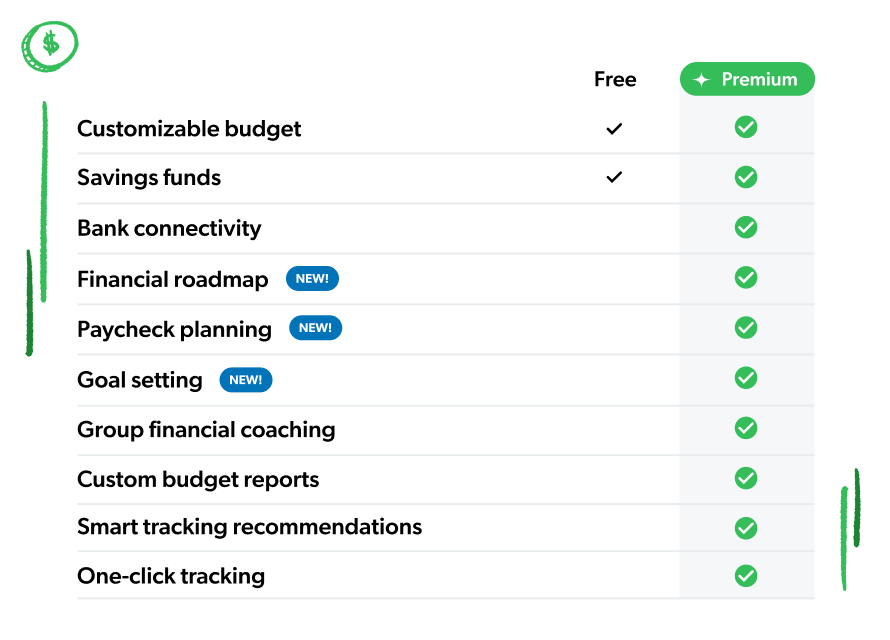 $
Free Premium
Customizable budget
Savings funds
Bank connectivity
Financial roadmap NEW!
Paycheck planning NEW!
Goal setting NEW!
Group financial coaching
Custom budget reports
Smart tracking recommendations
One-click tracking